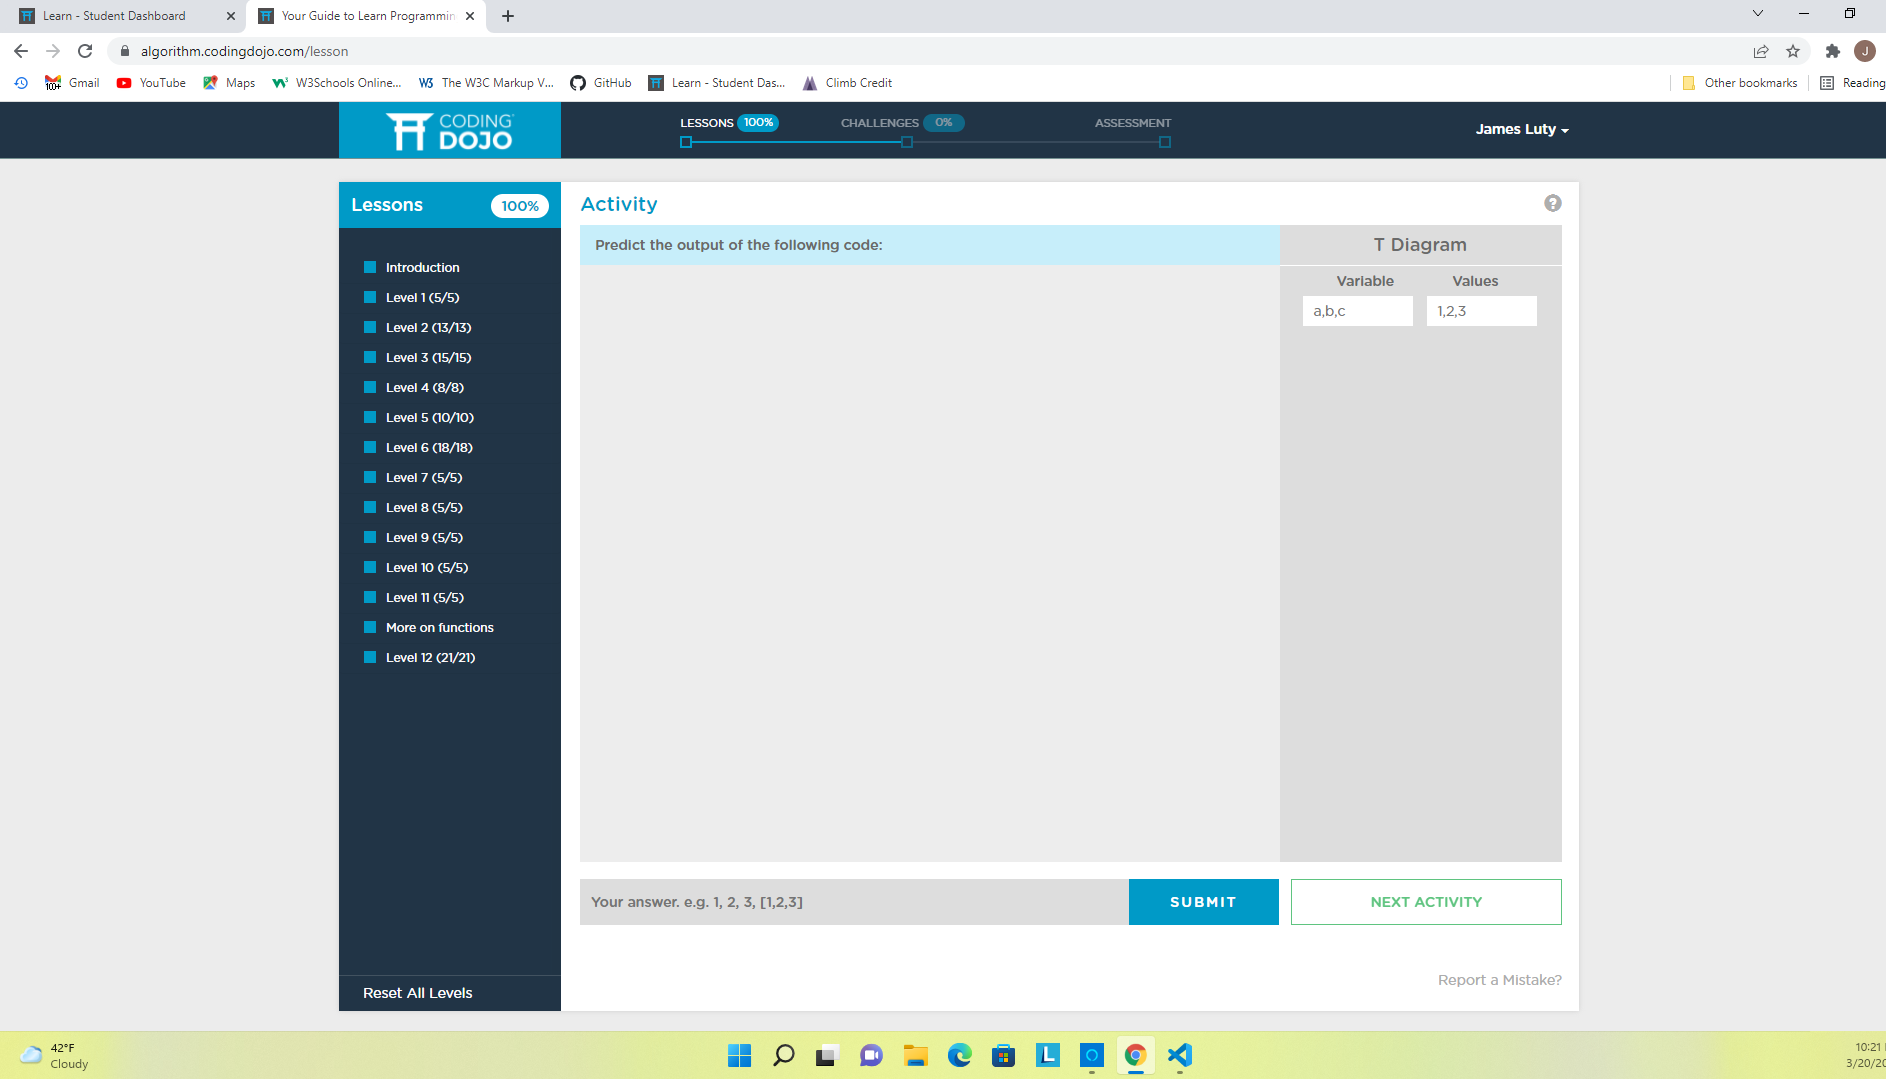 Learn - Student Dashboard
Your Guide to Learn Programmin
algorithm.codingdojo.com/lesson
100+ Gmail YouTube Maps W3Schools Online... The W3C Markup V... GitHub Learn - Student Das... Climb Credit Other bookmarks Reading
CODING DOJO
LESSONS 100% CHALLENGES 0% ASSESSMENT
James Luty
Lessons 100%
Introduction
Level 1 (5/5)
Level 2 (13/13)
Level 3 (15/15)
Level 4 (8/8)
Level 5 (10/10)
Level 6 (18/18)
Level 7 (5/5)
Level 8 (5/5)
Level 9 (5/5)
Level 10 (5/5)
Level 11 (5/5)
More on functions
Level 12 (21/21)
Reset All Levels
Activity
Predict the output of the following code:
T Diagram
Variable Values
a,b,c 1,2,3
Your answer. e.g. 1, 2, 3, [1,2,3]
SUBMIT
NEXT ACTIVITY
Report a Mistake?
42°F
Cloudy
10:21
3/20/20